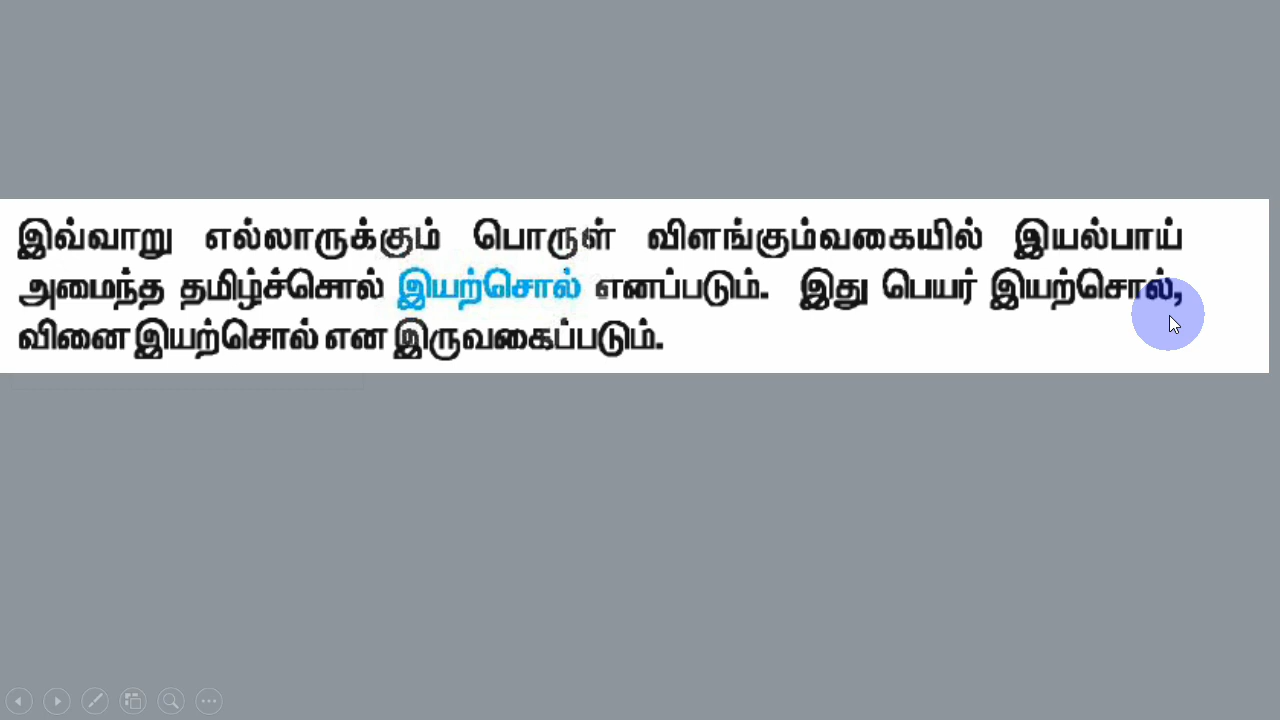 இவ்வாறு எல்லாருக்கும் பொருள் விளங்கும்வகையில் இயல்பாய்
அமைந்த தமிழ்ச்சொல் இயற்சொல் எனப்படும். இது பெயர் இயற்சொல்,
வினை இயற்சொல் என இருவகைப்படும்.